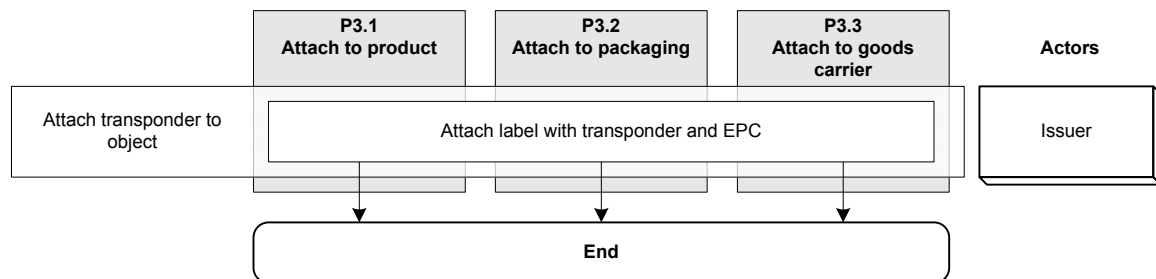 P3.1
Attach to product
P3.2
Attach to packaging
P3.3
Attach to goods
carrier
Actors
Attach transponder to
object
Attach label with transponder and EPC
Issuer
End